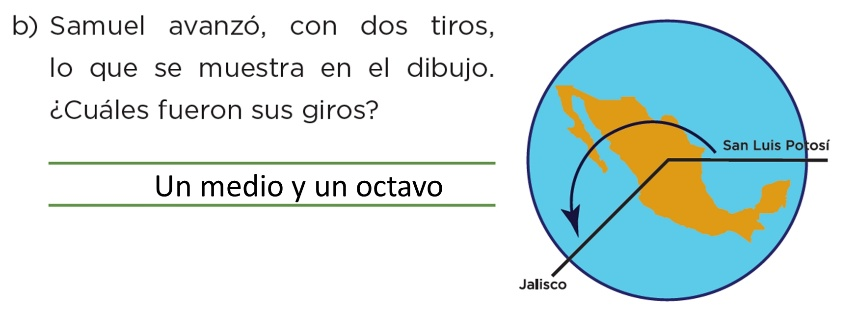 b) Samuel avanzó, con dos tiros,
lo que se muestra en el dibujo.
¿Cuáles fueron sus giros?
Un medio y un octavo
San Luis Potosí
Jalisco